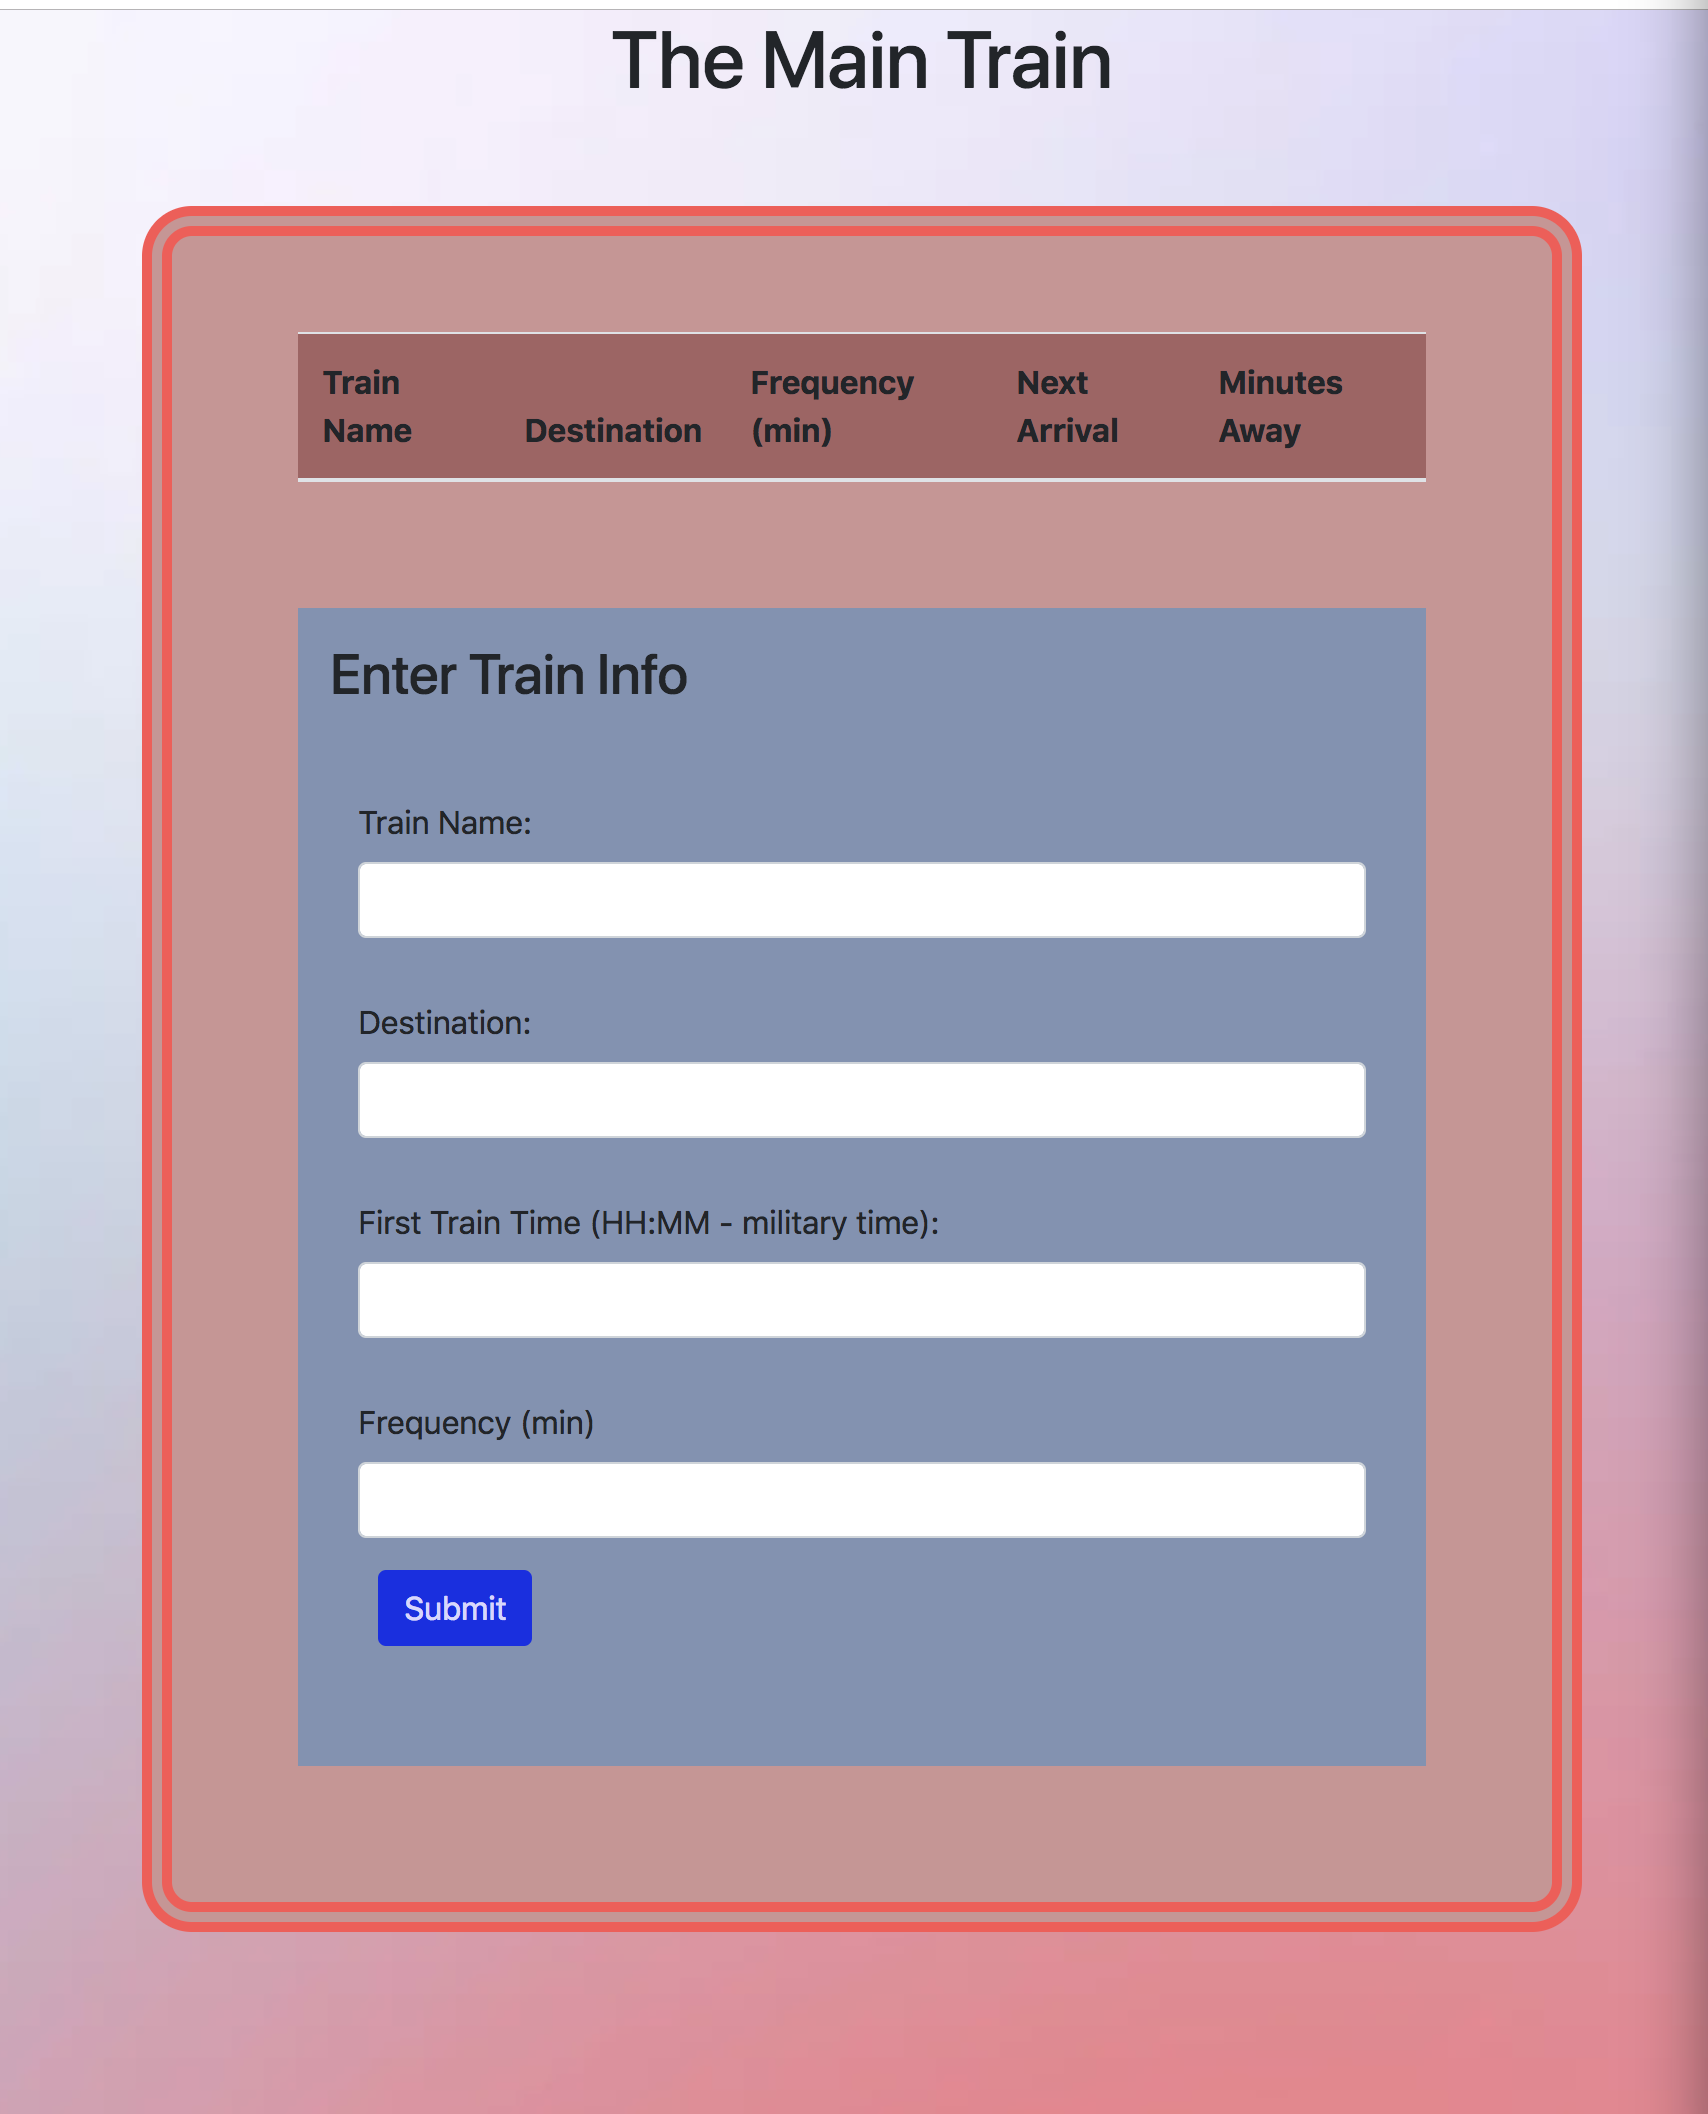 The Main Train
Train Name
Destination
Frequency (min)
Next Arrival
Minutes Away
Enter Train Info
Train Name:
Destination:
First Train Time (HH:MM - military time):
Frequency (min)
Submit